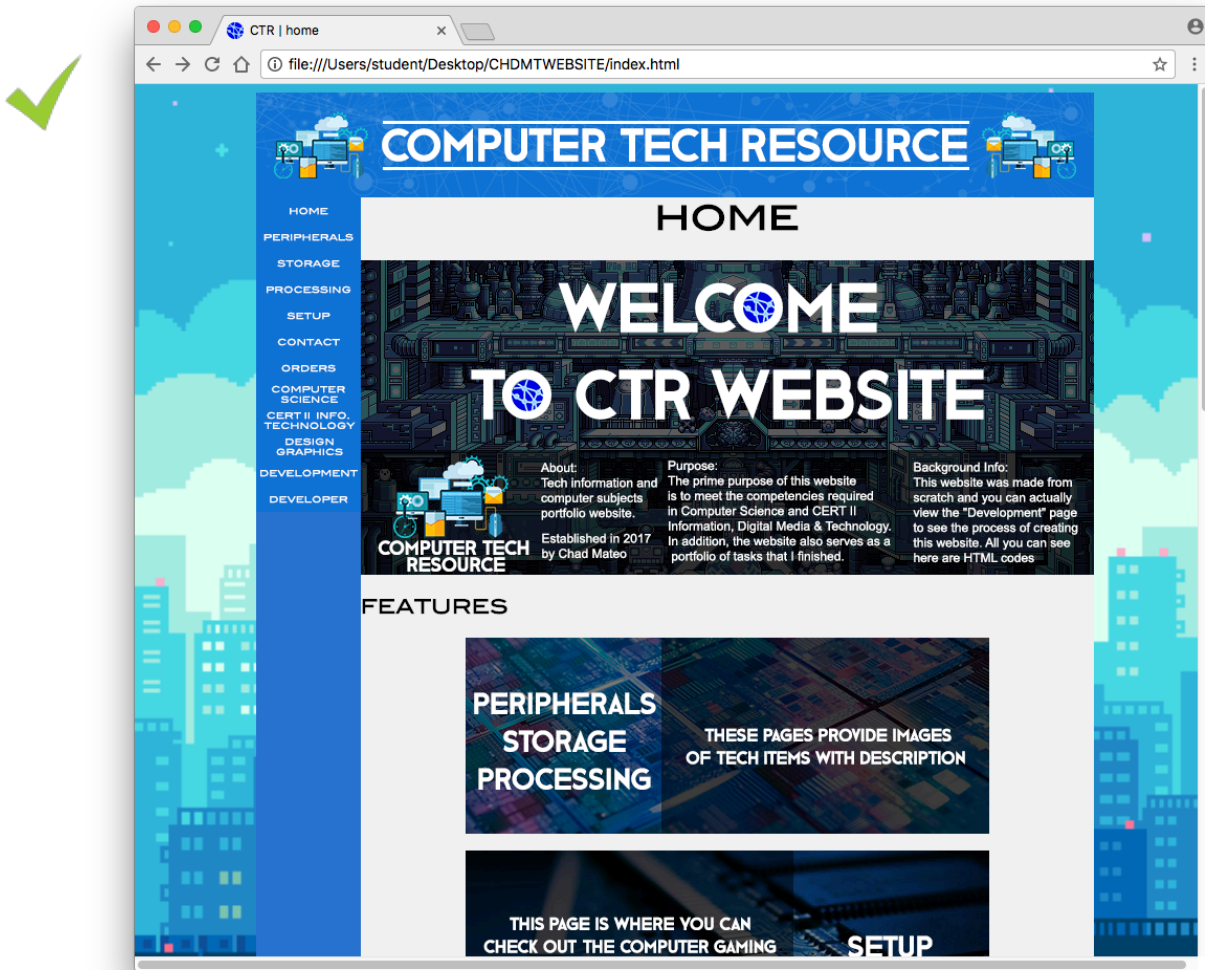 CTR | home
file:///Users/student/Desktop/CHDMTWEBSITE/index.html
COMPUTER TECH RESOURCE
HOME
PERIPHERALS
STORAGE
PROCESSING
SETUP
CONTACT
ORDERS
COMPUTER
SCIENCE
CERT II INFO.
TECHNOLOGY
DESIGN
GRAPHICS
DEVELOPMENT
DEVELOPER
HOME
WELCOME
TO CTR WEBSITE
COMPUTER TECH
RESOURCE
About:
Tech information and
computer subjects
portfolio website.
Established in 2017
by Chad Mateo
Purpose:
The prime purpose of this website
is to meet the competencies required
in Computer Science and CERT II
Information, Digital Media & Technology.
In addition, the website also serves as a
portfolio of tasks that I finished.
Background Info:
This website was made from
scratch and you can actually
view the "Development" page
to see the process of creating
this website. All you can see
here are HTML codes
FEATURES
PERIPHERALS
STORAGE
PROCESSING
THESE PAGES PROVIDE IMAGES
OF TECH ITEMS WITH DESCRIPTION
THIS PAGE IS WHERE YOU CAN
CHECK OUT THE COMPUTER GAMING
SETUP